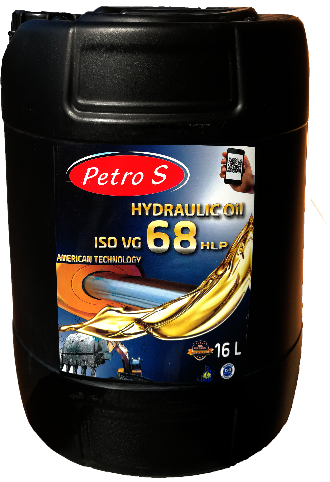 Petro S
HYDRAULIC Oil
ISO VG 68 HLP
AMERICAN TECHNOLOGY
16 L